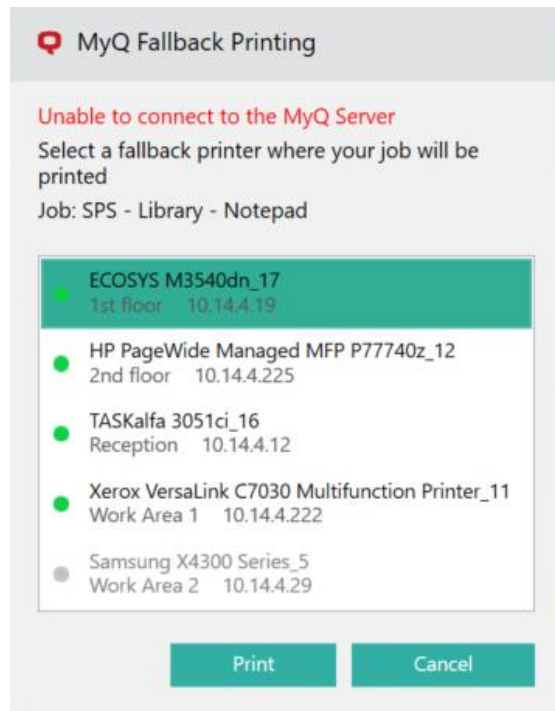 MyQ Fallback Printing
Unable to connect to the MyQ Server
Select a fallback printer where your job will be
printed
Job: SPS - Library - Notepad
ECOSYS M3540dn_17
1st floor 10.14.4.19
HP PageWide Managed MFP P77740z_12
2nd floor 10.14.4.225
TASKalfa 3051ci_16
Reception 10.14.4.12
Xerox VersaLink C7030 Multifunction Printer_11
Work Area 1 10.14.4.222
Samsung X4300 Series_5
Work Area 2 10.14.4.29
Print Cancel